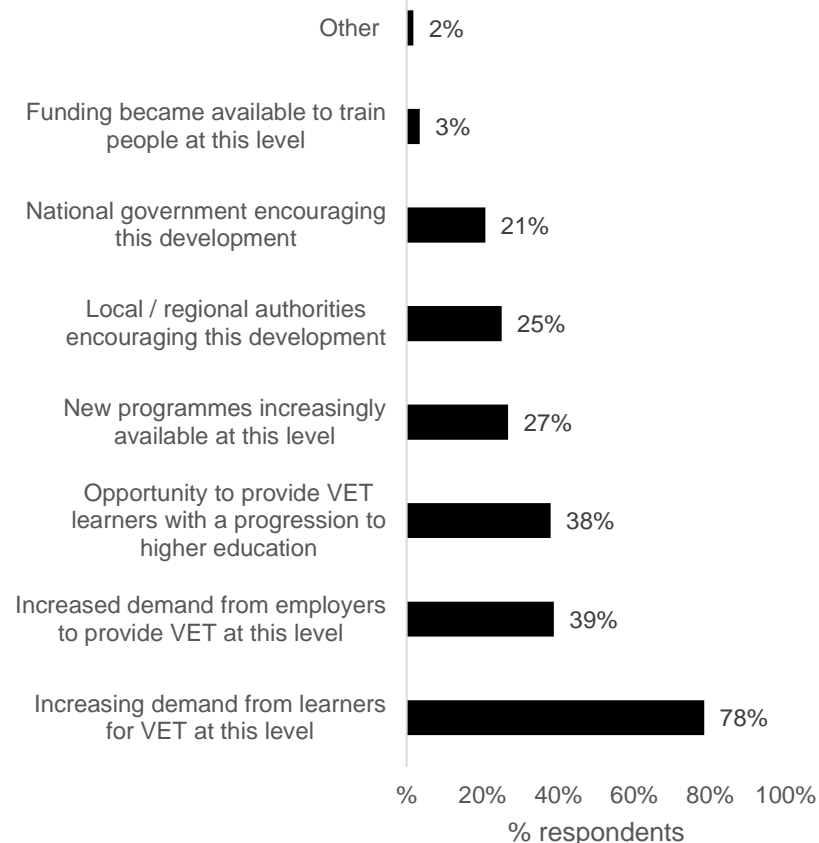 Other
2%
Funding became available to train
people at this level
3%
National government encouraging
this development
21%
Local / regional authorities
encouraging this development
25%
New programmes increasingly
available at this level
27%
Opportunity to provide VET
learners with a progression to
higher education
38%
Increased demand from employers
to provide VET at this level
39%
Increasing demand from learners
for VET at this level
78%
% 20% 40% 60% 80% 100%
% respondents